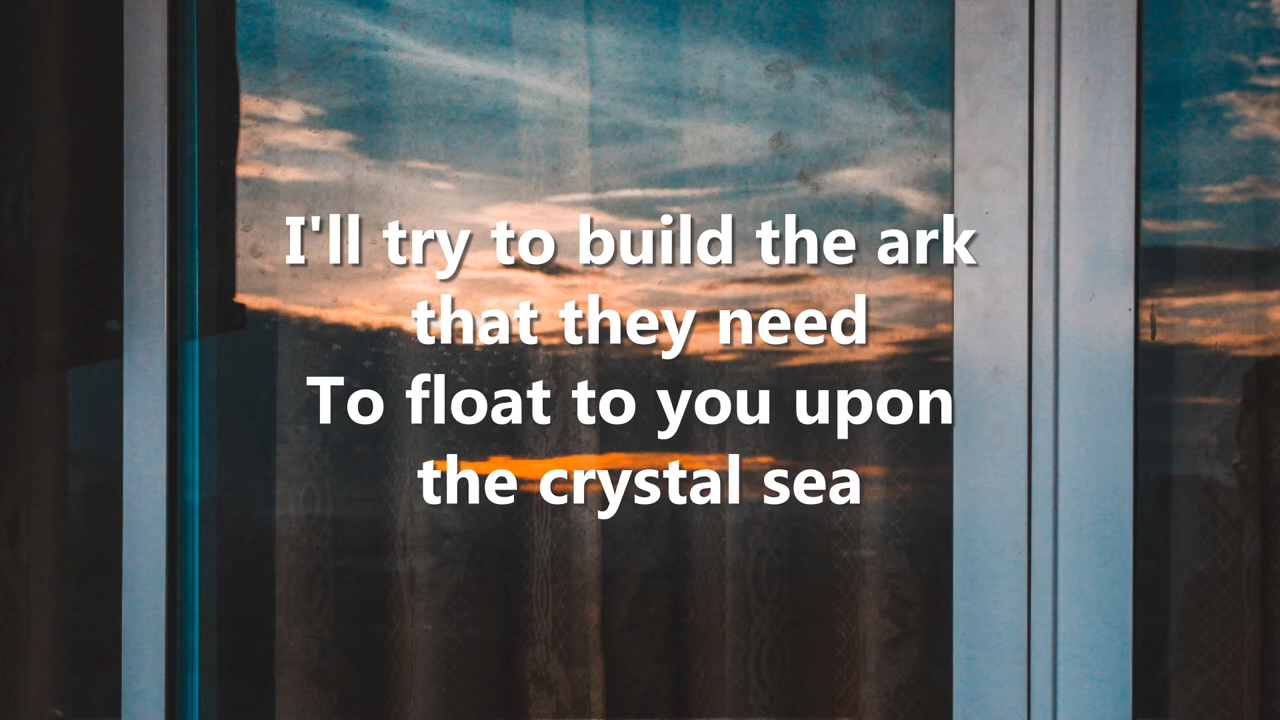 I'll try to build the ark
that they need
To float to you upon
the crystal sea